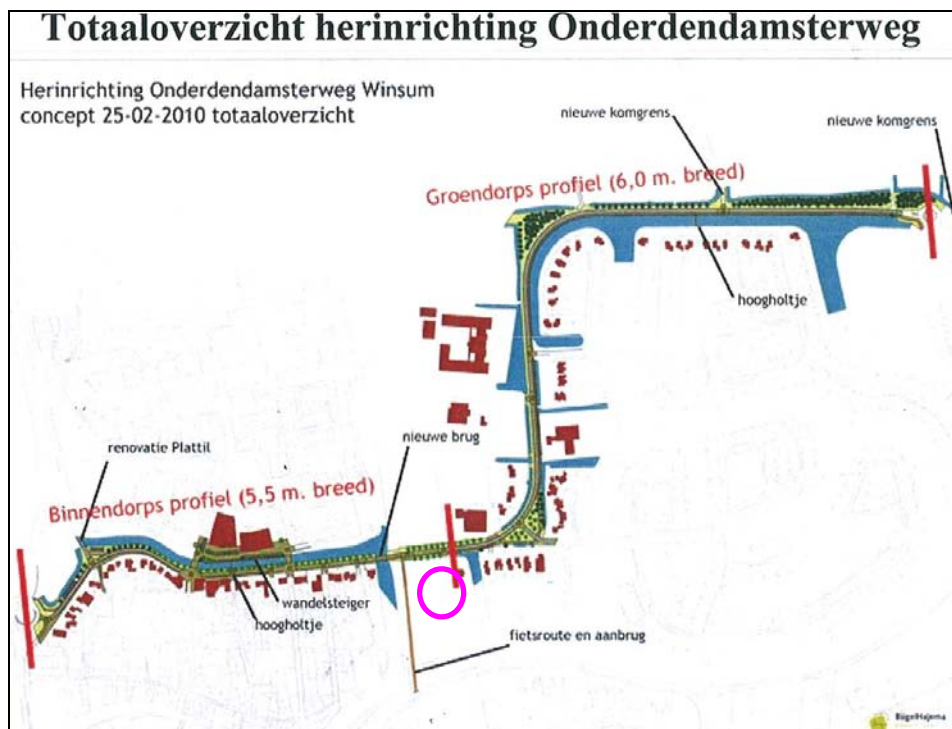 Totaaloverzicht herinrichting Onderdendamsterweg
Herinrichting Onderdendamsterweg Winsum
concept 25-02-2010 totaaloverzicht
nieuwe komgrens
nieuwe komgrens
Groendorps profiel (6,0 m. breed)
hoogholtje
nieuwe brug
renovatie Plattil
Binnendorps profiel (5,5 m. breed)
wandelsteiger
hoogholtje
fietsroute en aanbrug
BügelHajema